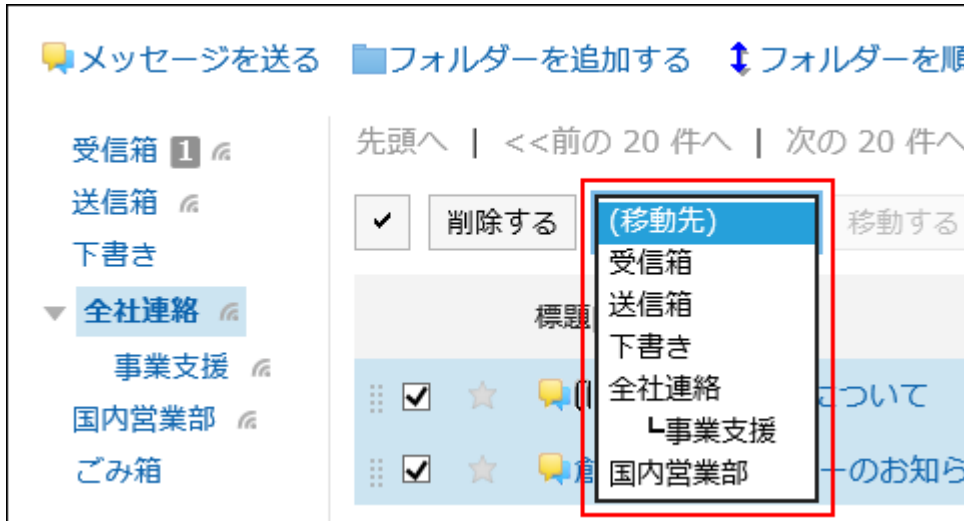 メッセージを送る フォルダーを追加する フォルダーを順
受信箱 1
送信箱
下書き
全社連絡
事業支援
国内営業部
ごみ箱
先頭へ | <<前の 20 件へ | 次の 20 件へ
削除する (移動先) 移動する
受信箱
送信箱
下書き
全社連絡
┗事業支援
国内営業部
標題
について
のお知ら